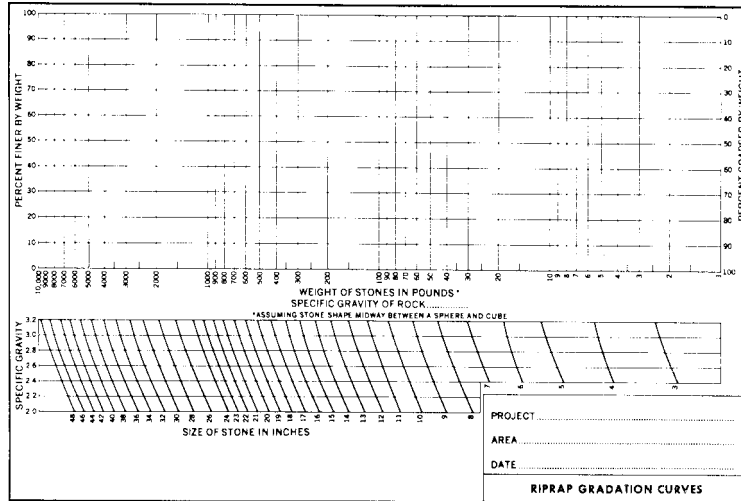 100 0
90 10
80 20
70 30
60 40
50 50
40 60
30 70
20 80
10 90
0 100
PERCENT FINER BY WEIGHT
PERCENT COARSER BY WEIGHT
10,000 9000 8000 7000 6000 5000 4000 3000 2000 1,000 900 800 700 600 500 400 300 200 100 90 80 70 60 50 40 30 20 10 9 8 7 6 5 4 3 2
WEIGHT OF STONES IN POUNDS*
SPECIFIC GRAVITY OF ROCK............
*ASSUMING STONE SHAPE MIDWAY BETWEEN A SPHERE AND CUBE
SPECIFIC GRAVITY
3.2
3.0
2.8
2.6
2.4
2.2
2.0
7 6 5 4 3
48 46 44 42 40 38 36 34 32 30 28 26 24 23 22 21 20 19 18 17 16 15 14 13 12 11 10 9 8
SIZE OF STONE IN INCHES
PROJECT
AREA
DATE
RIPRAP GRADATION CURVES